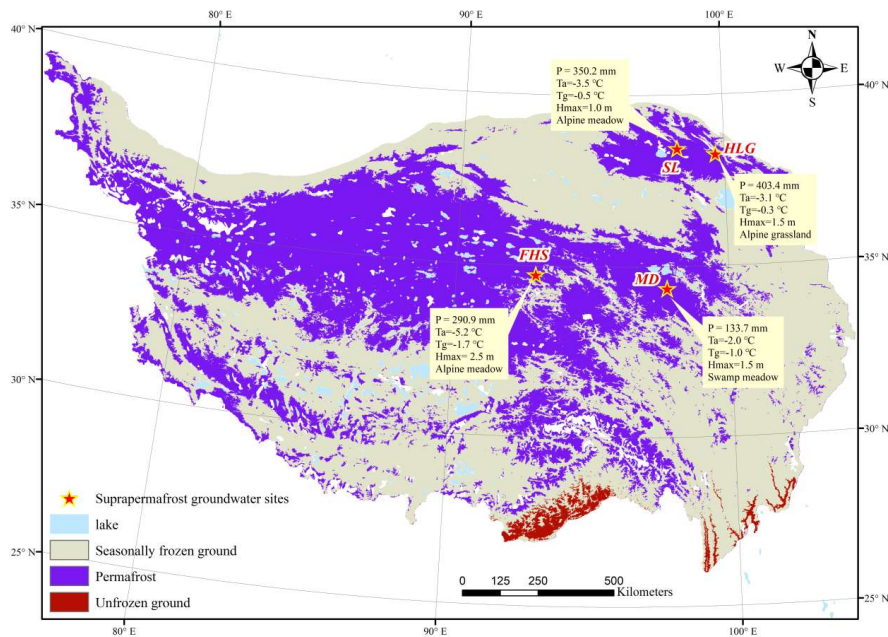 80° E
90° E
100° E
40° N
40° N
35° N
35° N
30° N
30° N
25° N
25° N
N
W
E
S
P = 350.2 mm
Ta=-3.5 °C
Tg=-0.5 °C
Hmax=1.0 m
Alpine meadow
SL
HLG
P = 403.4 mm
Ta=-3.1 °C
Tg=-0.3 °C
Hmax=1.5 m
Alpine grassland
FHS
MD
P = 290.9 mm
Ta=-5.2 °C
Tg=-1.7 °C
Hmax= 2.5 m
Alpine meadow
P = 133.7 mm
Ta=-2.0 °C
Tg=-1.0 °C
Hmax=1.5 m
Swamp meadow
Suprapermafrost groundwater sites
lake
Seasonally frozen ground
Permafrost
Unfrozen ground
0 125 250 500
Kilometers
80° E
90° E
100° E